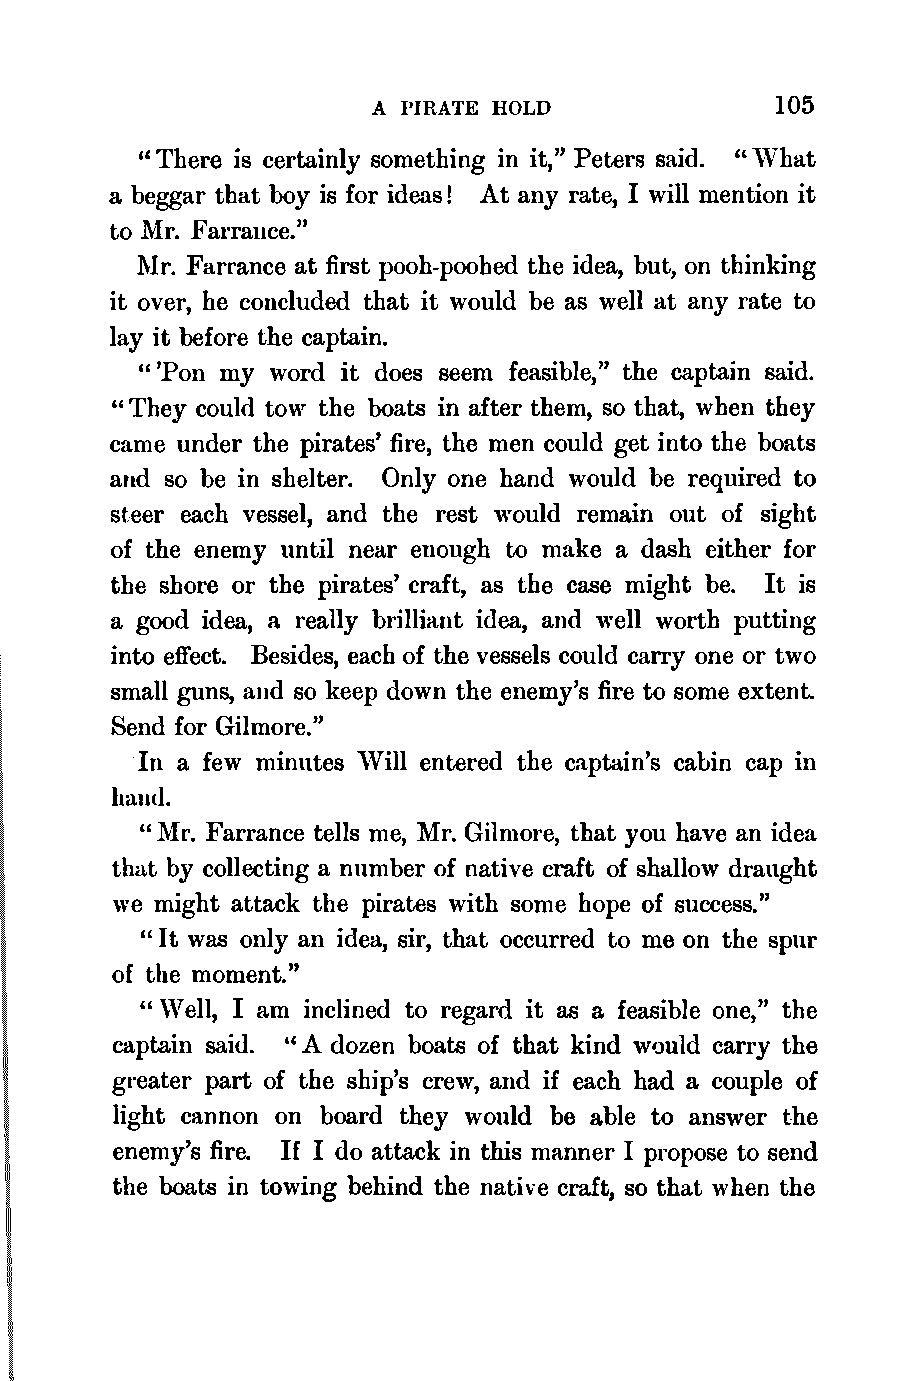 A PIRATE HOLD 105
“There is certainly something in it,” Peters said. “What
a beggar that boy is for ideas! At any rate, I will mention it
to Mr. Farrance.”
Mr. Farrance at first pooh-poohed the idea, but, on thinking
it over, he concluded that it would be as well at any rate to
lay it before the captain.
“’Pon my word it does seem feasible,” the captain said.
“They could tow the boats in after them, so that, when they
came under the pirates’ fire, the men could get into the boats
and so be in shelter. Only one hand would be required to
steer each vessel, and the rest would remain out of sight
of the enemy until near enough to make a dash either for
the shore or the pirates’ craft, as the case might be. It is
a good idea, a really brilliant idea, and well worth putting
into effect. Besides, each of the vessels could carry one or two
small guns, and so keep down the enemy’s fire to some extent.
Send for Gilmore.”
In a few minutes Will entered the captain’s cabin cap in
hand.
“Mr. Farrance tells me, Mr. Gilmore, that you have an idea
that by collecting a number of native craft of shallow draught
we might attack the pirates with some hope of success.”
“It was only an idea, sir, that occurred to me on the spur
of the moment.”
“Well, I am inclined to regard it as a feasible one,” the
captain said. “A dozen boats of that kind would carry the
greater part of the ship’s crew, and if each had a couple of
light cannon on board they would be able to answer the
enemy’s fire. If I do attack in this manner I propose to send
the boats in towing behind the native craft, so that when the